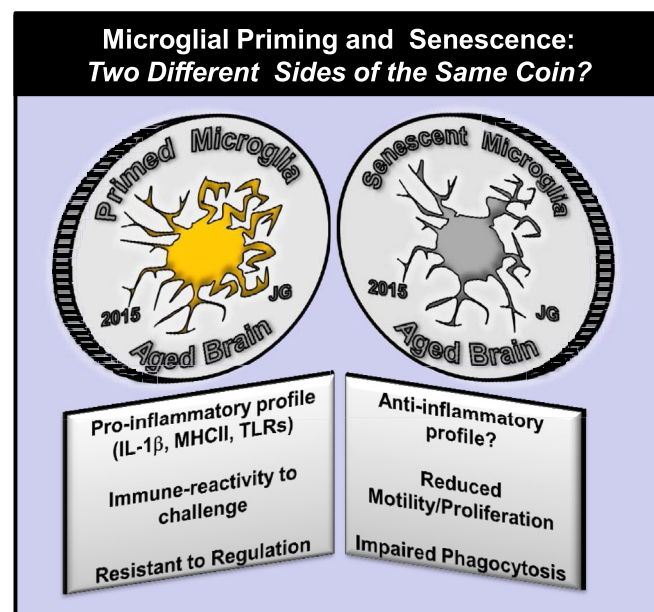 Microglial Priming and Senescence:
Two Different Sides of the Same Coin?
Primed Microglia
2015
JG
Aged Brain
Senescent Microglia
2015
JG
Aged Brain
Pro-inflammatory profile
(IL-1β, MHCII, TLRs)
Immune-reactivity to
challenge
Resistant to Regulation
Anti-inflammatory
profile?
Reduced
Motility/Proliferation
Impaired Phagocytosis